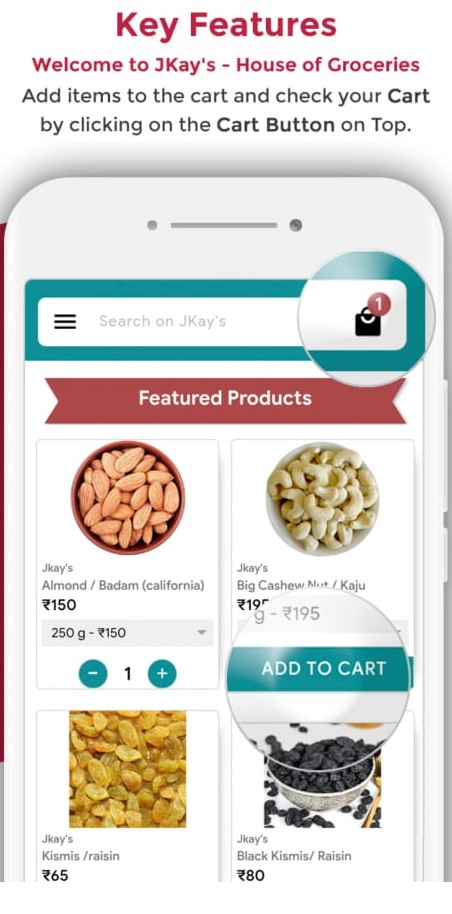 Key Features
Welcome to JKay's - House of Groceries
Add items to the cart and check your Cart
by clicking on the Cart Button on Top.
1
Search on JKay's
Featured Products
Jkay's
Almond / Badam (california)
₹150
250 g - ₹150
1
Jkay's
Big Cashew Nut / Kaju
₹195
g - ₹195
ADD TO CART
Jkay's
Kismis /raisin
₹65
Jkay's
Black Kismis/ Raisin
₹80